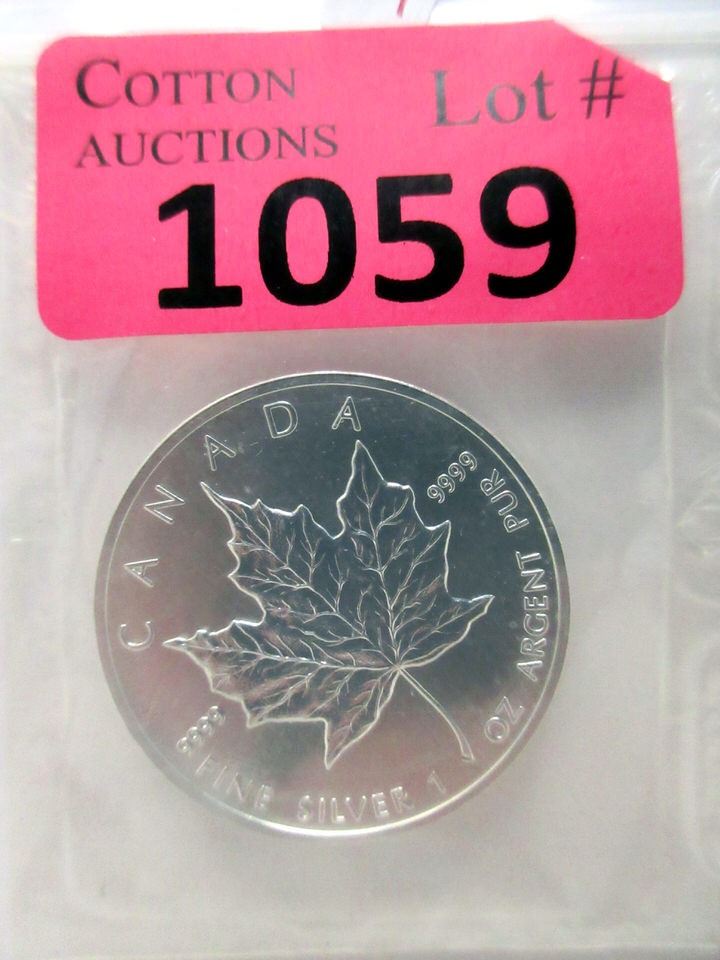 COTTON AUCTIONS
Lot #
1059
CANADA
9999
FINE SILVER 1 OZ ARGENT PUR
9999